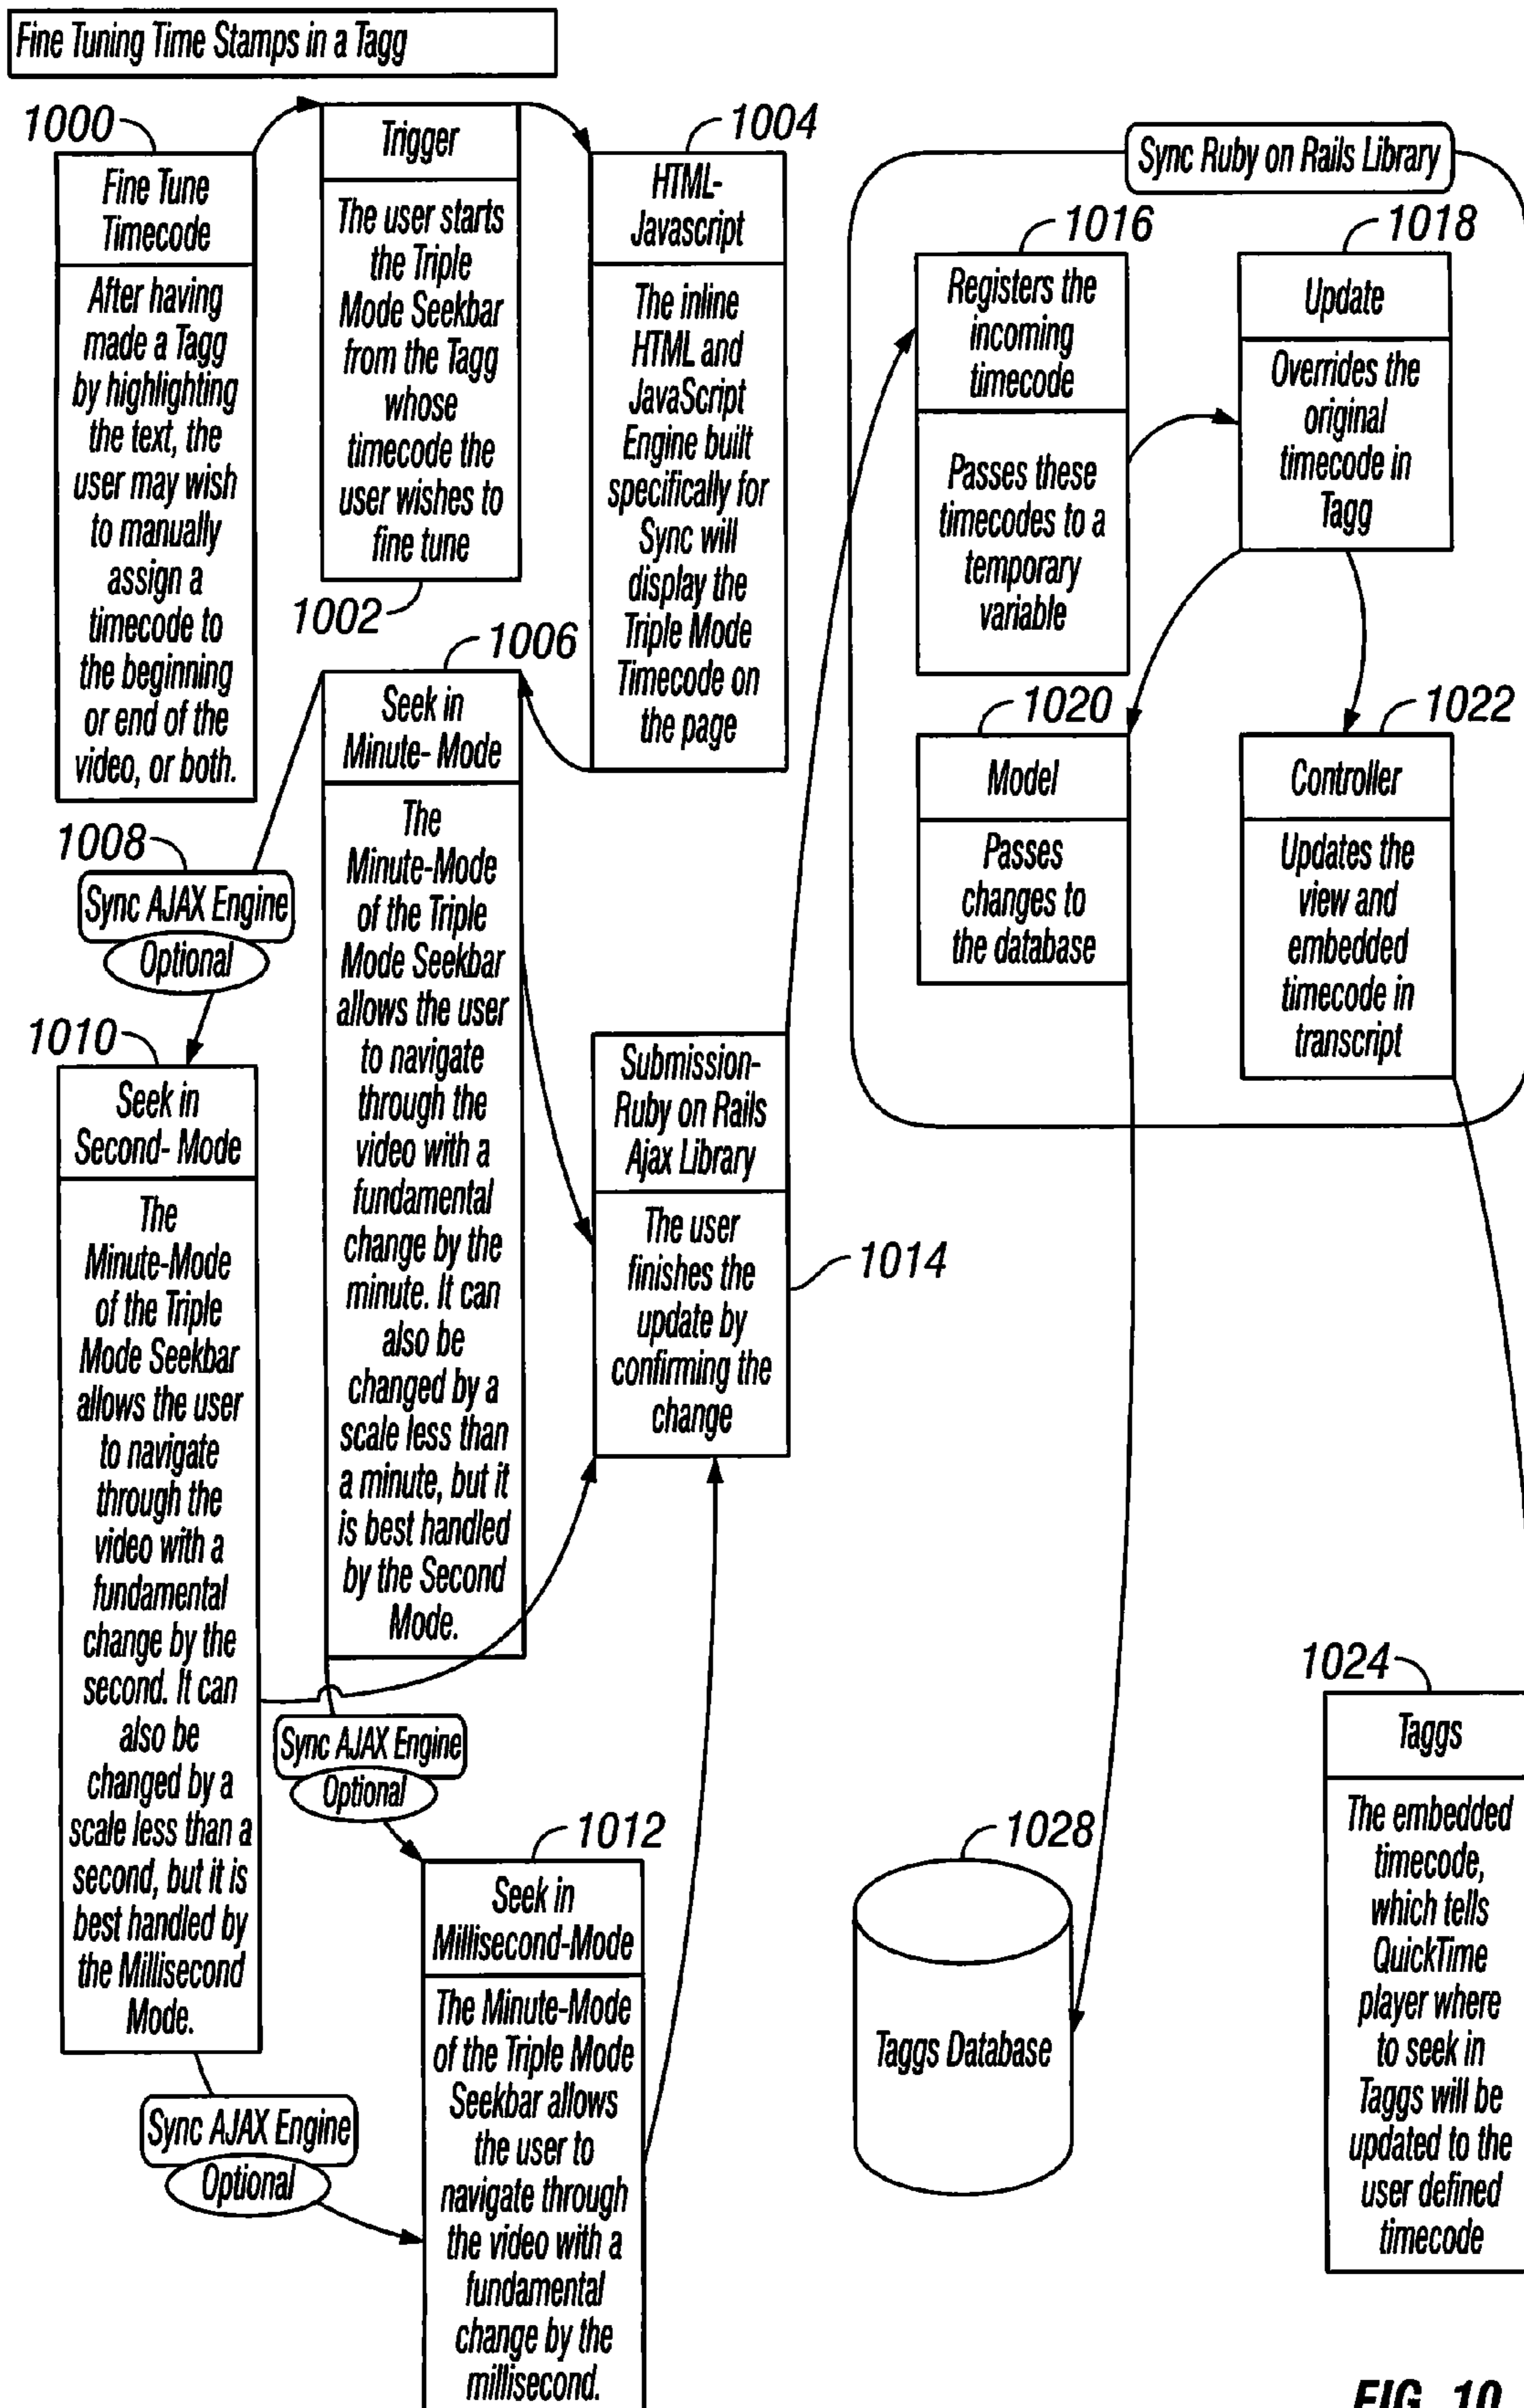 Fine Tuning Time Stamps in a Tagg
1000
Fine Tune
Timecode
After having
made a Tagg
by highlighting
the text, the
user may wish
to manually
assign a
timecode to
the beginning
or end of the
video, or both.
Trigger
The user starts
the Triple
Mode Seekbar
from the Tagg
whose
timecode the
user wishes to
fine tune
1002
1004
HTML-
Javascript
The inline
HTML and
JavaScript
Engine built
specifically for
Sync will
display the
Triple Mode
Timecode on
the page
1006
Seek in
Minute- Mode
The
Minute-Mode
of the Triple
Mode Seekbar
allows the user
to navigate
through the
video with a
fundamental
change by the
minute. It can
also be
changed by a
scale less than
a minute, but it
is best handled
by the Second
Mode.
1008
Sync AJAX Engine
Optional
1010
Seek in
Second- Mode
The
Minute-Mode
of the Triple
Mode Seekbar
allows the user
to navigate
through the
video with a
fundamental
change by the
second. It can
also be
changed by a
scale less than a
second, but it is
best handled by
the Millisecond
Mode.
Sync AJAX Engine
Optional
Sync AJAX Engine
Optional
1012
Seek in
Millisecond-Mode
The Minute-Mode
of the Triple Mode
Seekbar allows
the user to
navigate through
the video with a
fundamental
change by the
millisecond.
Submission-
Ruby on Rails
Ajax Library
The user
finishes the
update by
confirming the
change
1014
Sync Ruby on Rails Library
1016
Registers the
incoming
timecode
Passes these
timecodes to a
temporary
variable
1018
Update
Overrides the
original
timecode in
Tagg
1020
Model
Passes
changes to
the database
1022
Controller
Updates the
view and
embedded
timecode in
transcript
1028
Taggs Database
1024
Taggs
The embedded
timecode,
which tells
QuickTime
player where
to seek in
Taggs will be
updated to the
user defined
timecode
FIG. 10